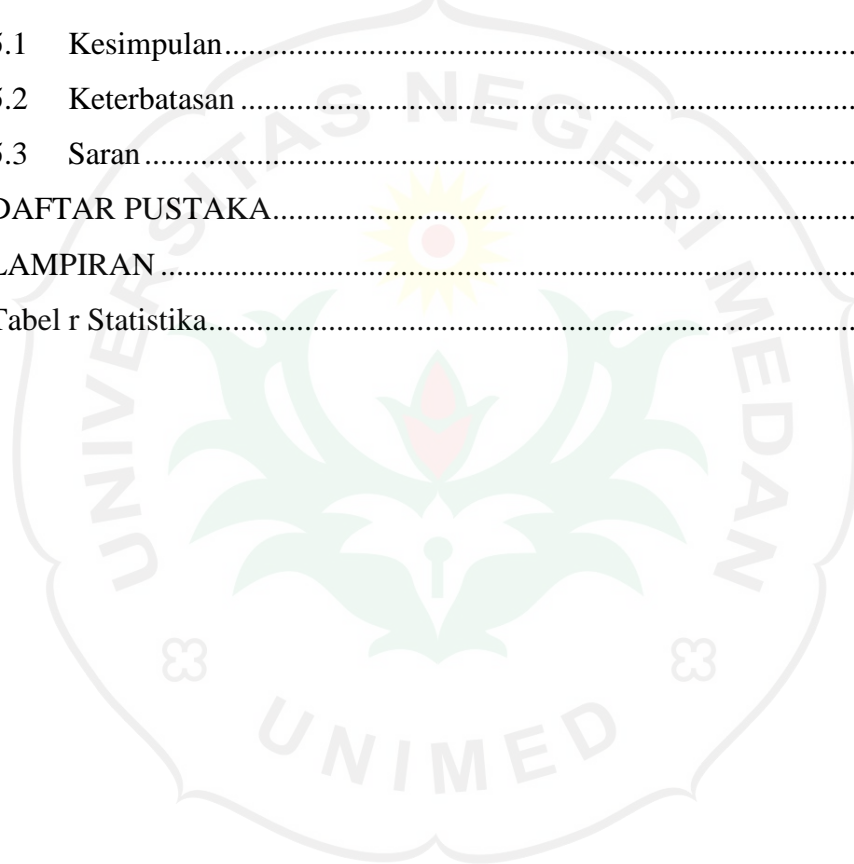 5.1 Kesimpulan........................................................................................
5.2 Keterbatasan......................................................................................
5.3 Saran..................................................................................................
DAFTAR PUSTAKA..................................................................................
LAMPIRAN................................................................................................
Tabel r Statistika..........................................................................................
UNIVERSITAS NEGERI MEDAN
UNIMED